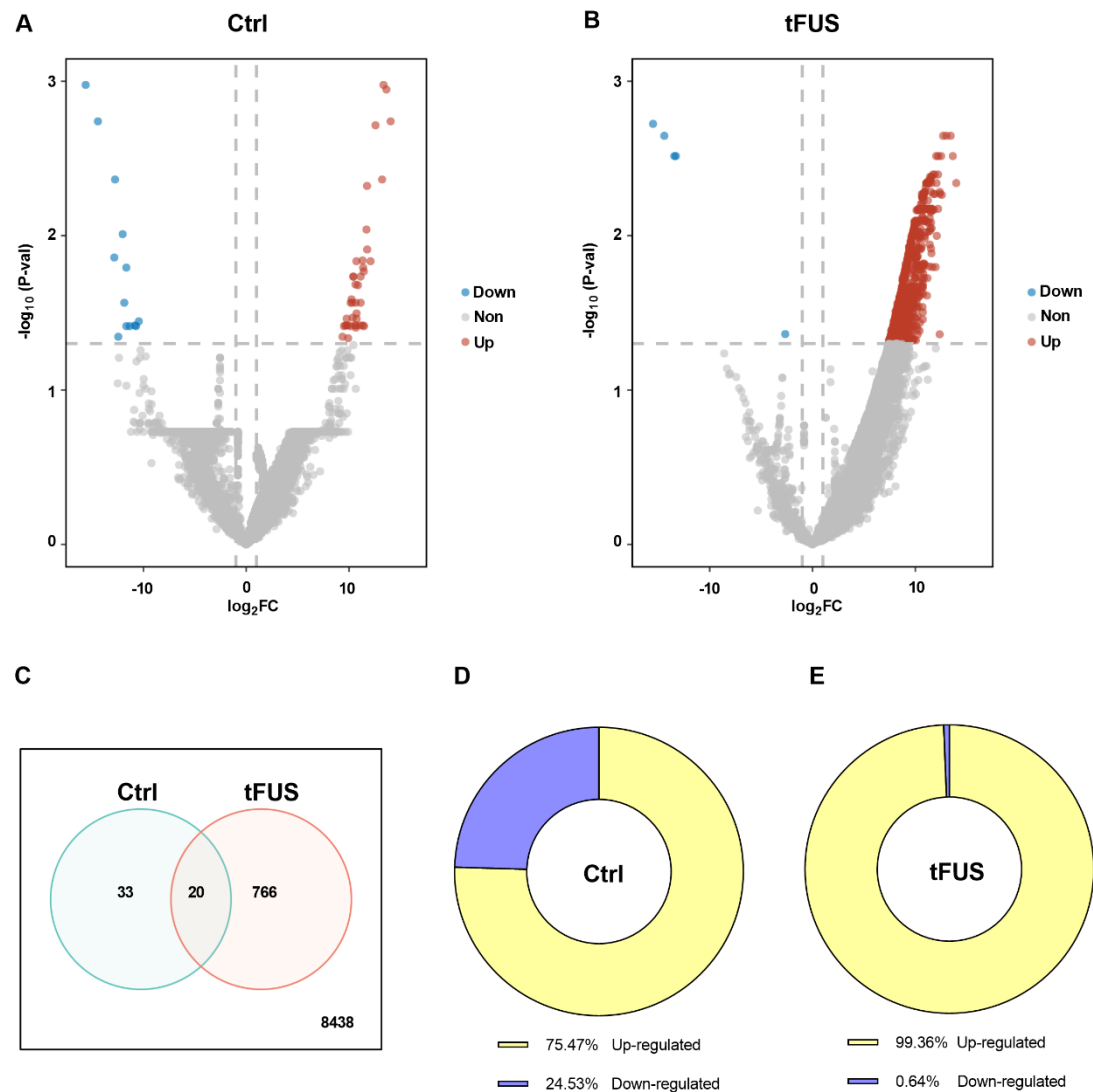 A
Ctrl
B
tFUS
3
2
1
0
-log10 (P-val)
-10
0
10
log2FC
Down
Non
Up
3
2
1
0
-log10 (P-val)
-10
0
10
log2FC
Down
Non
Up
C
D
E
Ctrl
tFUS
33
20
766
8438
Ctrl
75.47% Up-regulated
24.53% Down-regulated
tFUS
99.36% Up-regulated
0.64% Down-regulated